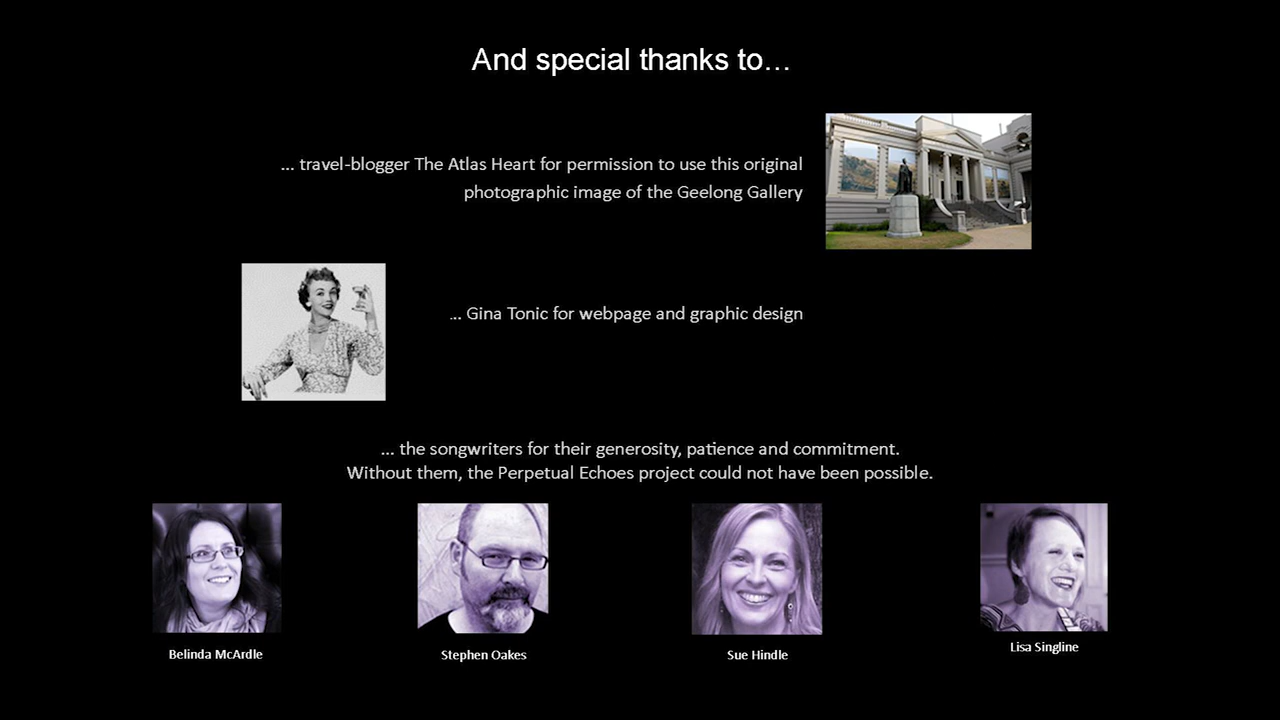 And special thanks to…
... travel-blogger The Atlas Heart for permission to use this original
photographic image of the Geelong Gallery
... Gina Tonic for webpage and graphic design
... the songwriters for their generosity, patience and commitment.
Without them, the Perpetual Echoes project could not have been possible.
Belinda McArdle
Stephen Oakes
Sue Hindle
Lisa Singline